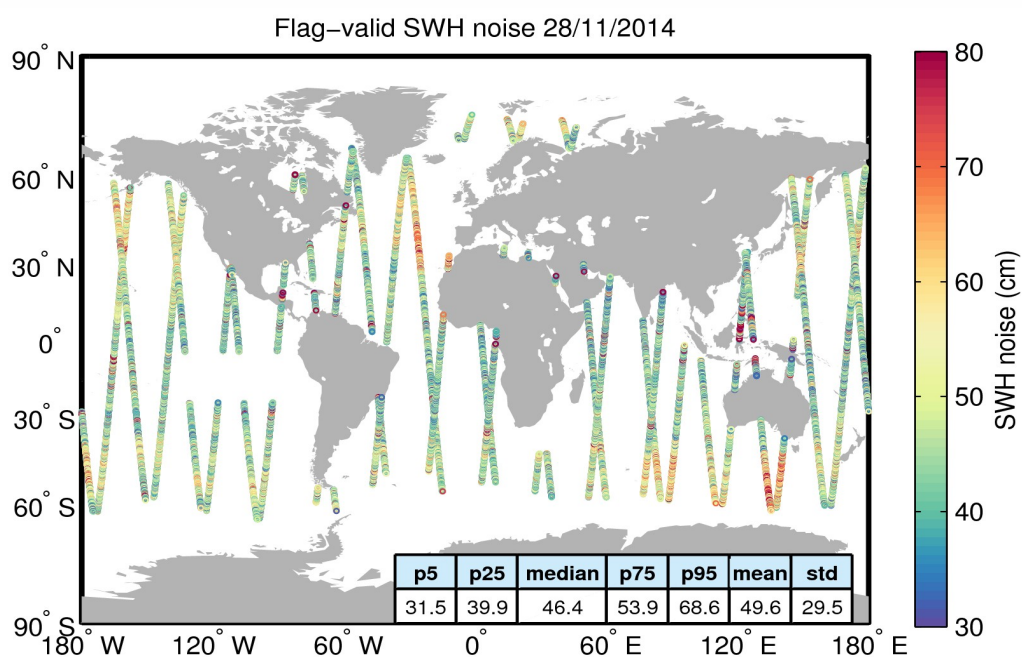 Flag−valid SWH noise 28/11/2014
90° N
60° N
30° N
0°
30° S
60° S
90° S
180° W
120° W
60° W
0°
60° E
120° E
180° E
80
70
60
50
40
30
SWH noise (cm)
p5 p25 median p75 p95 mean std
31.5 39.9 46.4 53.9 68.6 49.6 29.5